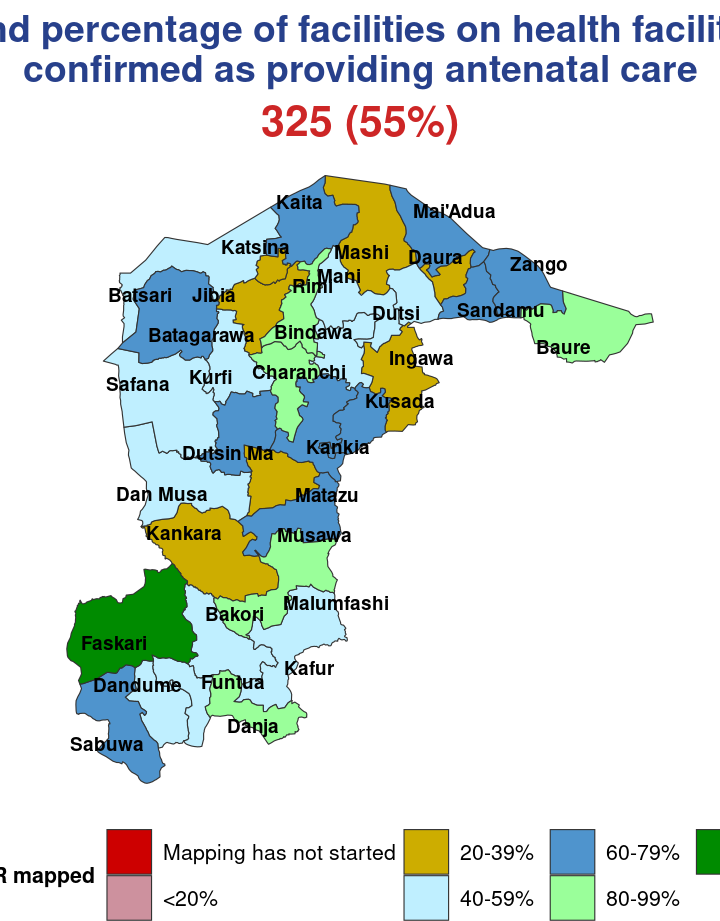 nd percentage of facilities on health facilit
confirmed as providing antenatal care
325 (55%)
Kaita
Mai'Adua
Katsina
Mashi
Daura
Zango
Mani
Rimi
Batsari
Jibia
Dutsi
Sandamu
Batagarawa
Bindawa
Baure
Ingawa
Charanchi
Kurfi
Safana
Kusada
Kankia
Dutsin Ma
Dan Musa
Matazu
Kankara
Musawa
Malumfashi
Bakori
Faskari
Kafur
Dandume
Funtua
Danja
Sabuwa
R mapped
Mapping has not started
20-39%
60-79%
<20%
40-59%
80-99%